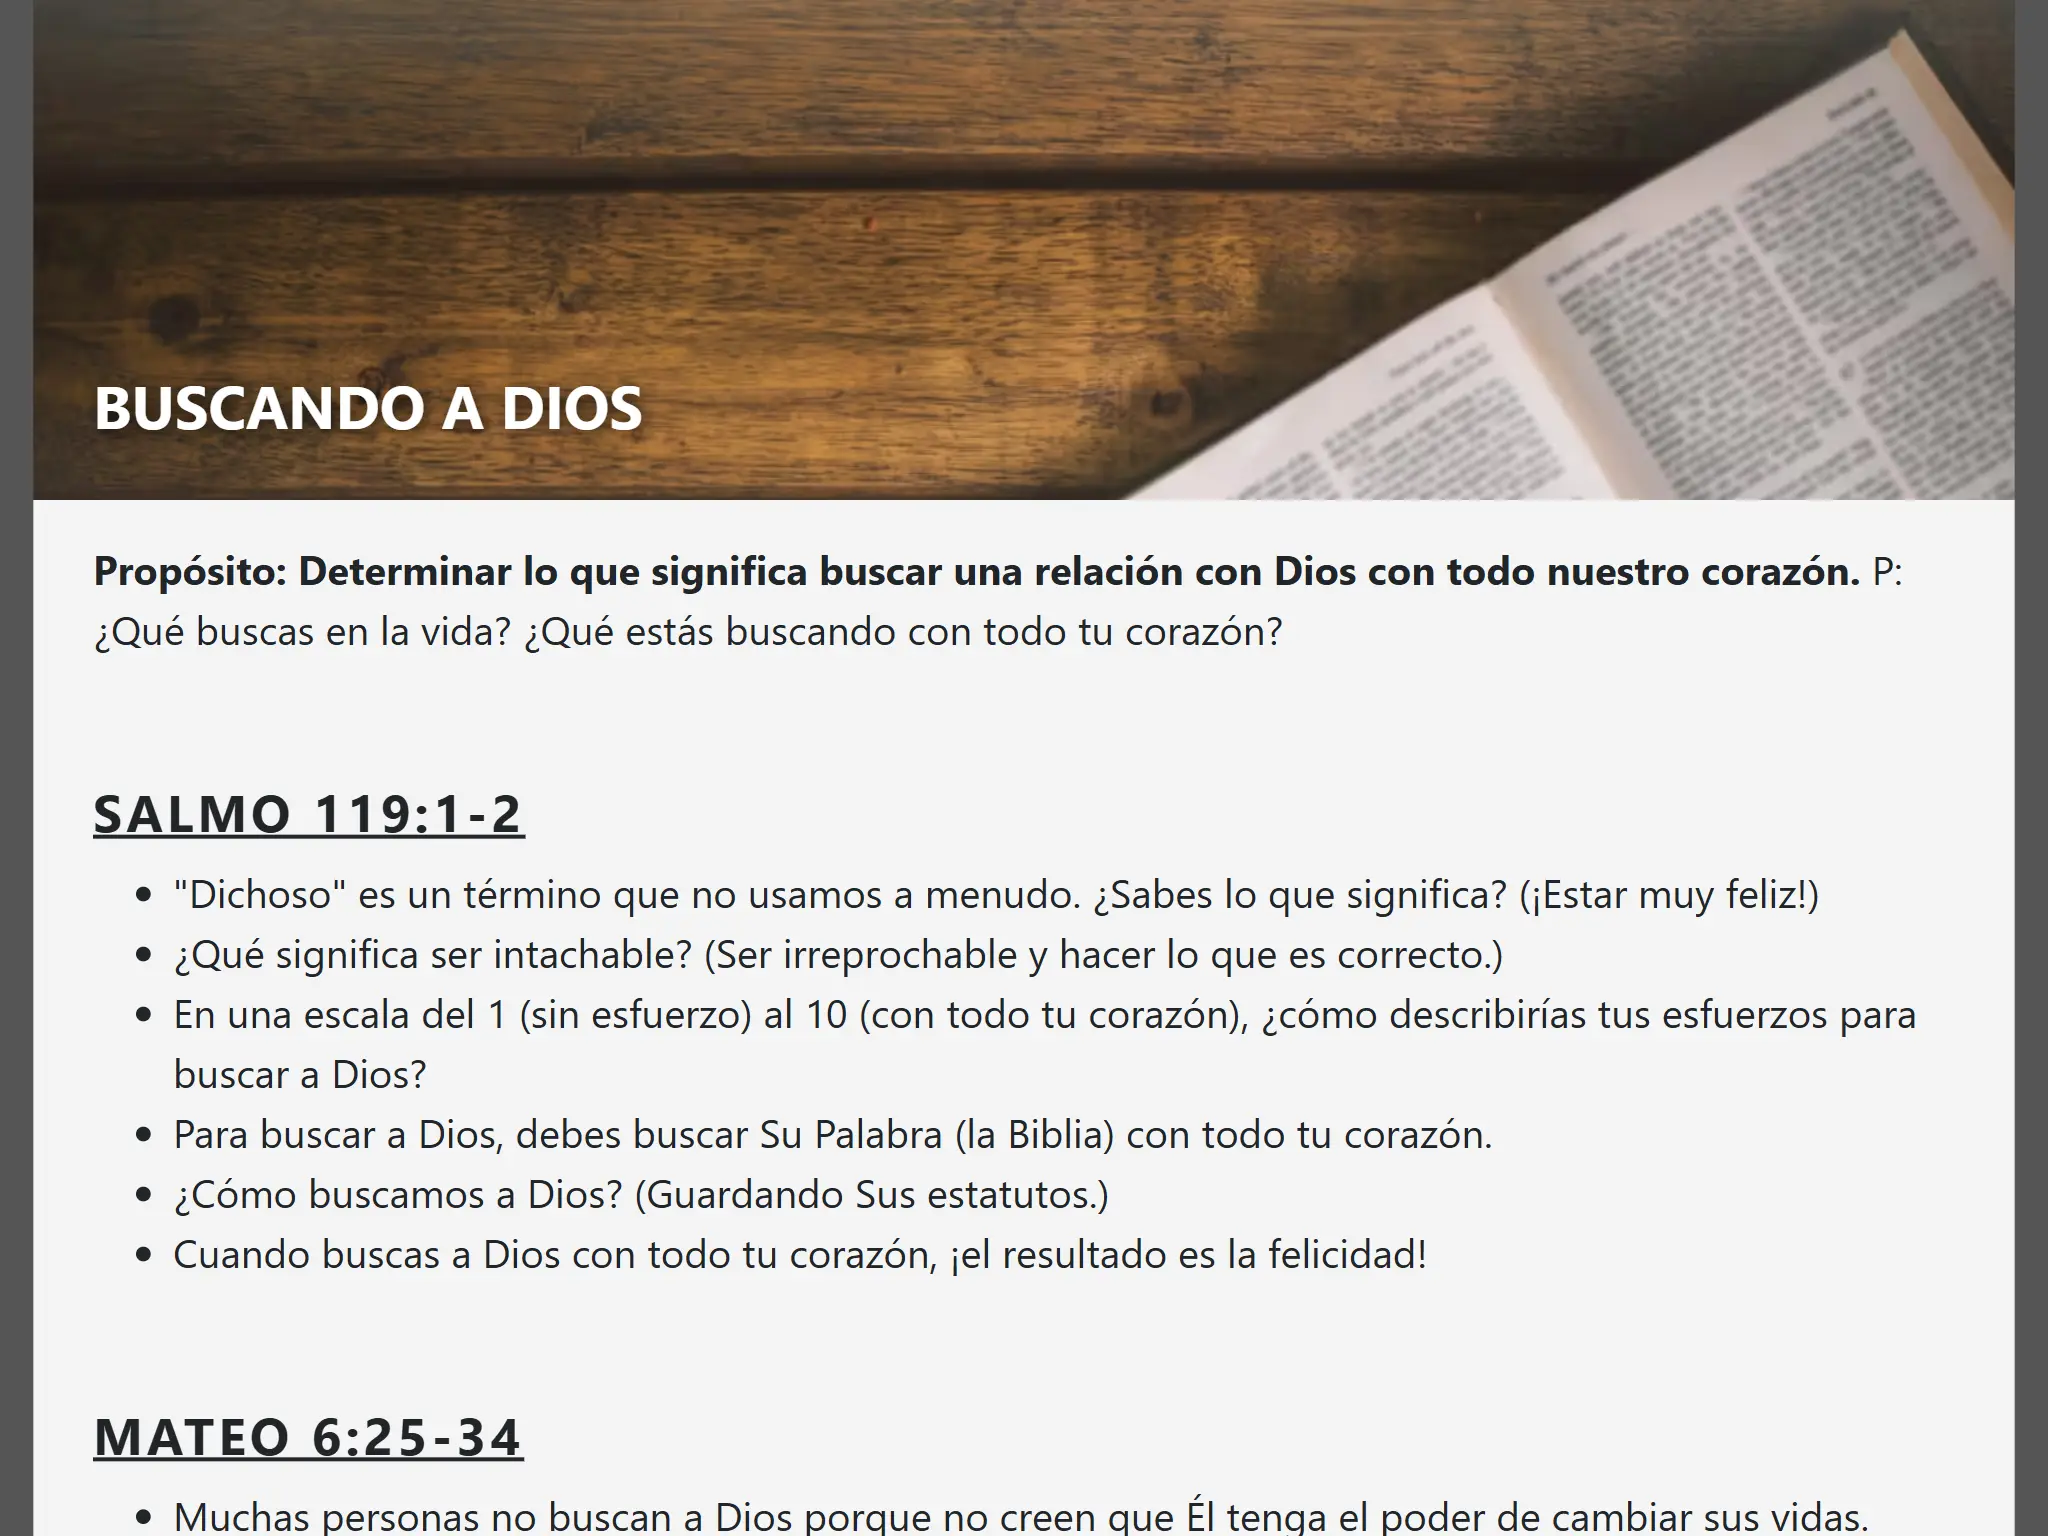 BUSCANDO A DIOS
Propósito: Determinar lo que significa buscar una relación con Dios con todo nuestro corazón. P:
¿Qué buscas en la vida? ¿Qué estás buscando con todo tu corazón?
SALMO 119:1-2
• "Dichoso" es un término que no usamos a menudo. ¿Sabes lo que significa? (¡Estar muy feliz!)
• ¿Qué significa ser intachable? (Ser irreprochable y hacer lo que es correcto.)
• En una escala del 1 (sin esfuerzo) al 10 (con todo tu corazón), ¿cómo describirías tus esfuerzos para
buscar a Dios?
• Para buscar a Dios, debes buscar Su Palabra (la Biblia) con todo tu corazón.
• ¿Cómo buscamos a Dios? (Guardando Sus estatutos.)
• Cuando buscas a Dios con todo tu corazón, ¡el resultado es la felicidad!
MATEO 6:25-34
• Muchas personas no buscan a Dios porque no creen que Él tenga el poder de cambiar sus vidas.